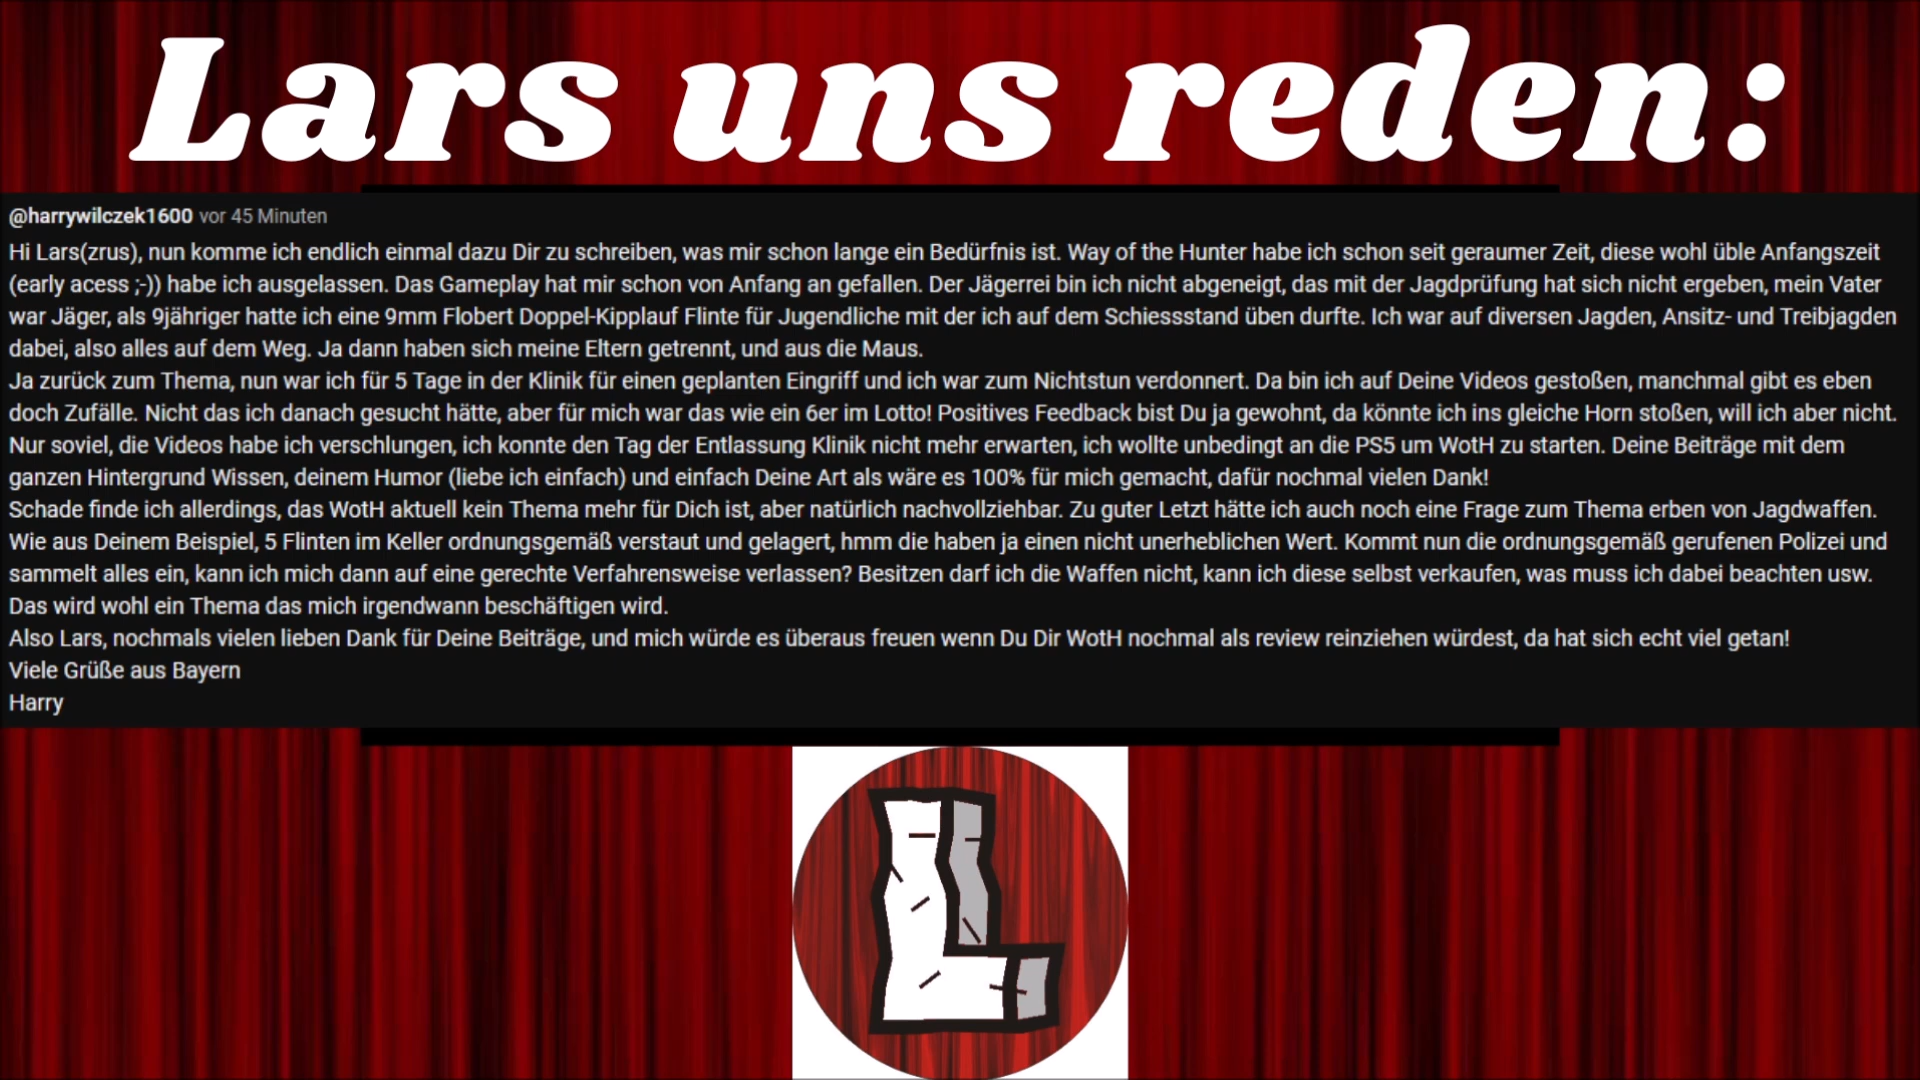 Lars uns reden:
@harrywilczek1600 vor 45 Minuten
Hi Lars(zrus), nun komme ich endlich einmal dazu Dir zu schreiben, was mir schon lange ein Bedürfnis ist. Way of the Hunter habe ich schon seit geraumer Zeit, diese wohl üble Anfangszeit
(early acess ;-)) habe ich ausgelassen. Das Gameplay hat mir schon von Anfang an gefallen. Der Jägerrei bin ich nicht abgeneigt, das mit der Jagdprüfung hat sich nicht ergeben, mein Vater
war Jäger, als 9jähriger hatte ich eine 9mm Flobert Doppel-Kipplauf Flinte für Jugendliche mit der ich auf dem Schiessstand üben durfte. Ich war auf diversen Jagden, Ansitz- und Treibjagden
dabei, also alles auf dem Weg. Ja dann haben sich meine Eltern getrennt, und aus die Maus.
Ja zurück zum Thema, nun war ich für 5 Tage in der Klinik für einen geplanten Eingriff und ich war zum Nichtstun verdonnert. Da bin ich auf Deine Videos gestoßen, manchmal gibt es eben
doch Zufälle. Nicht das ich danach gesucht hätte, aber für mich war das wie ein 6er im Lotto! Positives Feedback bist Du ja gewohnt, da könnte ich ins gleiche Horn stoßen, will ich aber nicht.
Nur soviel, die Videos habe ich verschlungen, ich konnte den Tag der Entlassung Klinik nicht mehr erwarten, ich wollte unbedingt an die PS5 um WotH zu starten. Deine Beiträge mit dem
ganzen Hintergrund Wissen, deinem Humor (liebe ich einfach) und einfach Deine Art als wäre es 100% für mich gemacht, dafür nochmal vielen Dank!
Schade finde ich allerdings, das WotH aktuell kein Thema mehr für Dich ist, aber natürlich nachvollziehbar. Zu guter Letzt hätte ich auch noch eine Frage zum Thema erben von Jagdwaffen.
Wie aus Deinem Beispiel, 5 Flinten im Keller ordnungsgemäß verstaut und gelagert, hmm die haben ja einen nicht unerheblichen Wert. Kommt nun die ordnungsgemäß gerufenen Polizei und
sammelt alles ein, kann ich mich dann auf eine gerechte Verfahrensweise verlassen? Besitzen darf ich die Waffen nicht, kann ich diese selbst verkaufen, was muss ich dabei beachten usw.
Das wird wohl ein Thema das mich irgendwann beschäftigen wird.
Also Lars, nochmals vielen lieben Dank für Deine Beiträge, und mich würde es überaus freuen wenn Du Dir WotH nochmal als review reinziehen würdest, da hat sich echt viel getan!
Viele Grüße aus Bayern
Harry
L